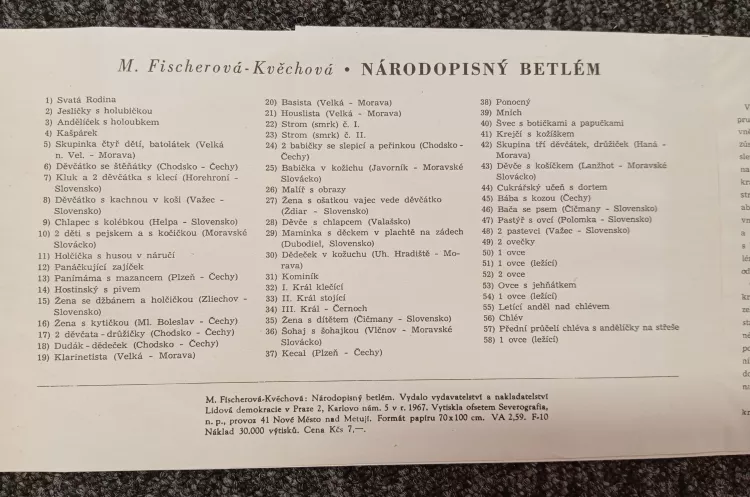 M. Fischerová-Kvěchová • NÁRODOPISNÝ BETLÉM
1) Svatá Rodina
2) Jesličky s holubičkou
3) Andělíček s holoubkem
4) Kašpárek
5) Skupinka čtyř dětí, batolátek (Velká
n. Vel. - Morava)
6) Děvčátko se štěňátky (Chodsko - Čechy)
7) Kluk a 2 děvčátka s klecí (Horehroni -
Slovensko)
8) Děvčátko s kachnou v koši (Važec -
Slovensko)
9) Chlapec s kolébkou (Helpa - Slovensko)
10) 2 děti s pejskem a s kočičkou (Moravské
Slovácko)
11) Holčička s husou v náručí
12) Panáčkující zajíček
13) Panímáma s mazancem (Plzeň - Čechy)
14) Hostinský s pivem
15) Žena se džbánem a holčičkou (Zliechov -
Slovensko)
16) Žena s kytičkou (Ml. Boleslav - Čechy)
17) 2 děvčata-drůžičky (Chodsko - Čechy)
18) Dudák - dědeček (Chodsko - Čechy)
19) Klarinetista (Velká - Morava)
20) Basista (Velká - Morava)
21) Houslista (Velká - Morava)
22) Strom (smrk) č. I.
23) Strom (smrk) č. II.
24) 2 babičky se slepicí a peřinkou (Chodsko -
Čechy)
25) Babička v kožichu (Javorník - Moravské
Slovácko)
26) Malíř s obrazy
27) Žena s ošatkou vajec vede děvčátko
(Ždiar - Slovensko)
28) Děvče s chlapcem (Valašsko)
29) Maminka s děckem v plachtě na zádech
(Dubodiel, Slovensko)
30) Dědeček v kožuchu (Uh. Hradiště - Mo-
rava)
31) Kominík
32) I. Král klečící
33) II. Král stojící
34) III. Král - Černoch
35) Žena s dítětem (Čičmany - Slovensko)
36) Šohaj s šohajkou (Vlčnov - Moravské
Slovácko)
37) Kecal (Plzeň - Čechy)
38) Ponocný
39) Mnich
40) Švec s botičkami a papučkami
41) Krejčí s kožíškem
42) Skupina tří děvčátek, drůžiček (Haná -
Morava)
43) Děvče s košíčkem (Lanžhot - Moravské
Slovácko)
44) Cukrářský učeň s dortem
45) Bába s kozou (Čechy)
46) Bača se psem (Čičmany - Slovensko)
47) Pastýř s ovcí (Polomka - Slovensko)
48) 2 pastevci (Važec - Slovensko)
49) 2 ovečky
50) 1 ovce
51) 1 ovce (ležící)
52) 2 ovce
53) Ovce s jehňátkem
54) 1 ovce (ležící)
55) Letící anděl nad chlévem
56) Chlév
57) Přední průčelí chléva s andělíčky na střeše
58) 1 ovce (ležící)
M. Fischerová-Kvěchová: Národopisný betlém. Vydalo vydavatelství a nakladatelství
Lidová demokracie v Praze 2, Karlovo nám. 5 v r. 1967. Vytiskla ofsetem Severografia,
n. p., provoz 41 Nové Město nad Metují. Formát papíru 70x100 cm. VA 2,59. F-10
Náklad 30.000 výtisků. Cena Kčs 7,—.